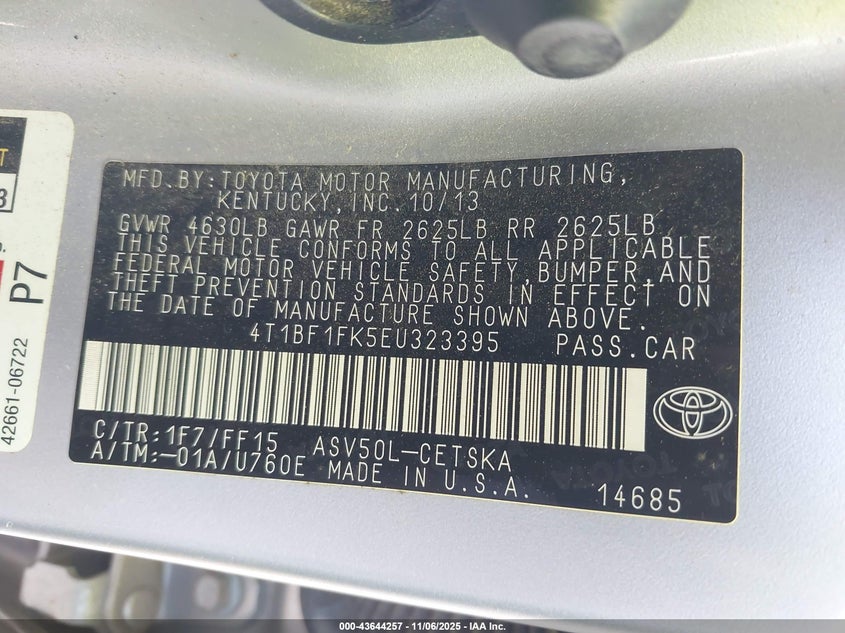 MFD.BY:TOYOTA MOTOR MANUFACTURING,
KENTUCKY,INC.10/13
GVWR 4630LB GAWR FR 2625LB RR 2625LB
THIS VEHICLE CONFORMS TO ALL APPLICABLE
FEDERAL MOTOR VEHICLE SAFETY,BUMPER,AND
THEFT PREVENTION STANDARDS IN EFFECT ON
THE DATE OF MANUFACTURE SHOWN ABOVE.
4T1BF1FK5EU323395 PASS.CAR
C/TR:1F7/FF15 ASV50L-CETSKA
A/TM:-01A/U760E MADE IN U.S.A. 14685
P7
42661-06722
000-43644257 - 11/06/2025 - IAA Inc.